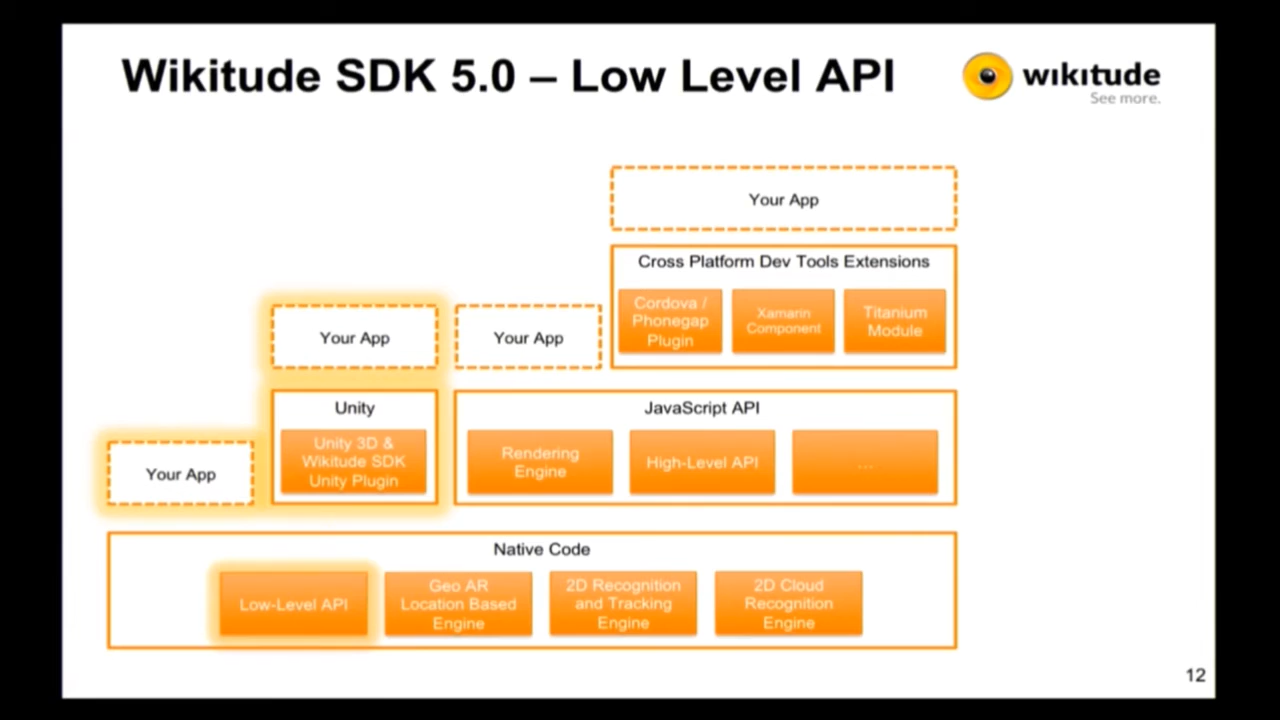 Wikitude SDK 5.0 – Low Level API
wikitude
See more.
Your App
Cross Platform Dev Tools Extensions
Cordova /
Phonegap
Plugin
Xamarin
Component
Titanium
Module
Your App
Your App
Unity
Unity 3D &
Wikitude SDK
Unity Plugin
JavaScript API
Rendering
Engine
High-Level API
...
Your App
Native Code
Low-Level API
Geo AR
Location Based
Engine
2D Recognition
and Tracking
Engine
2D Cloud
Recognition
Engine
12